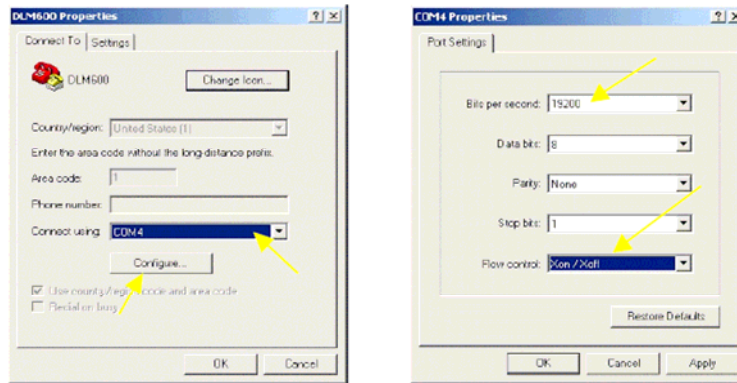 DLM600 Properties
Connect To
Settings
DLM600
Change Icon...
Country/region: United States (1)
Enter the area code without the long-distance prefix.
Area code: 1
Phone number:
Connect using: COM4
Configure...
Use country/region code and area code
Redial on busy
OK
Cancel
COM4 Properties
Port Settings
Bits per second: 19200
Data bits: 8
Parity: None
Stop bits: 1
Flow control: Xon / Xoff
Restore Defaults
OK
Cancel
Apply